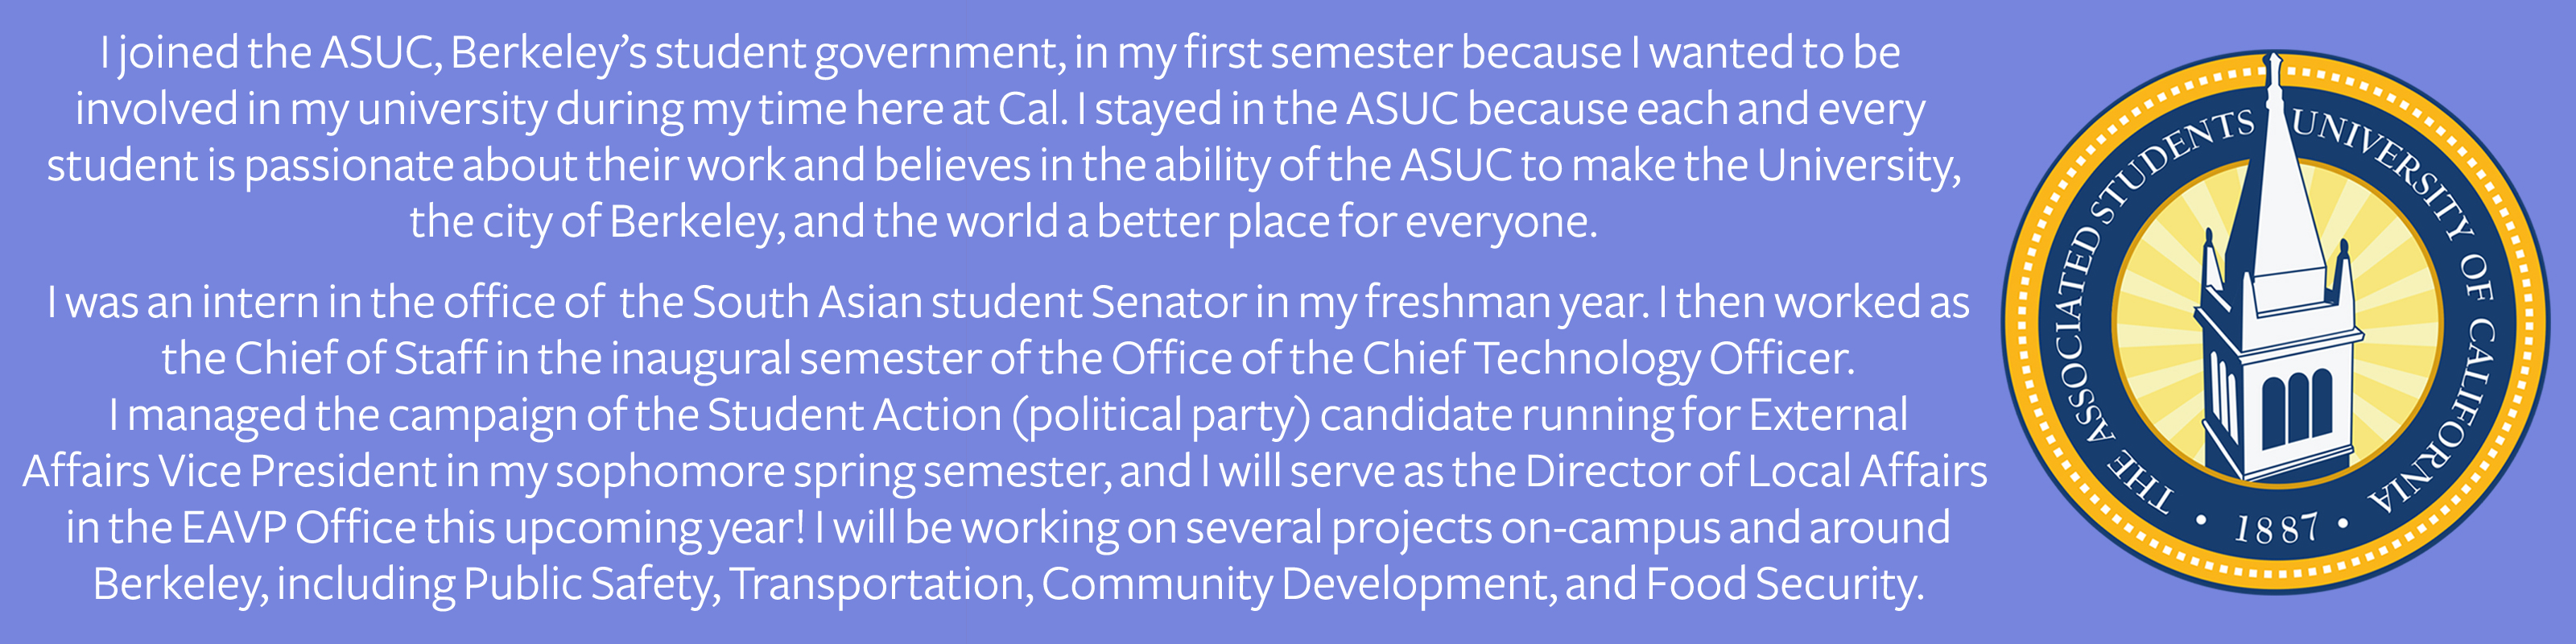 I joined the ASUC, Berkeley’s student government, in my first semester because I wanted to be
involved in my university during my time here at Cal. I stayed in the ASUC because each and every
student is passionate about their work and believes in the ability of the ASUC to make the University,
the city of Berkeley, and the world a better place for everyone.
I was an intern in the office of the South Asian student Senator in my freshman year. I then worked as
the Chief of Staff in the inaugural semester of the Office of the Chief Technology Officer.
I managed the campaign of the Student Action (political party) candidate running for External
Affairs Vice President in my sophomore spring semester, and I will serve as the Director of Local Affairs
in the EAVP Office this upcoming year! I will be working on several projects on-campus and around
Berkeley, including Public Safety, Transportation, Community Development, and Food Security.
THE ASSOCIATED STUDENTS UNIVERSITY OF CALIFORNIA
• 1887 •